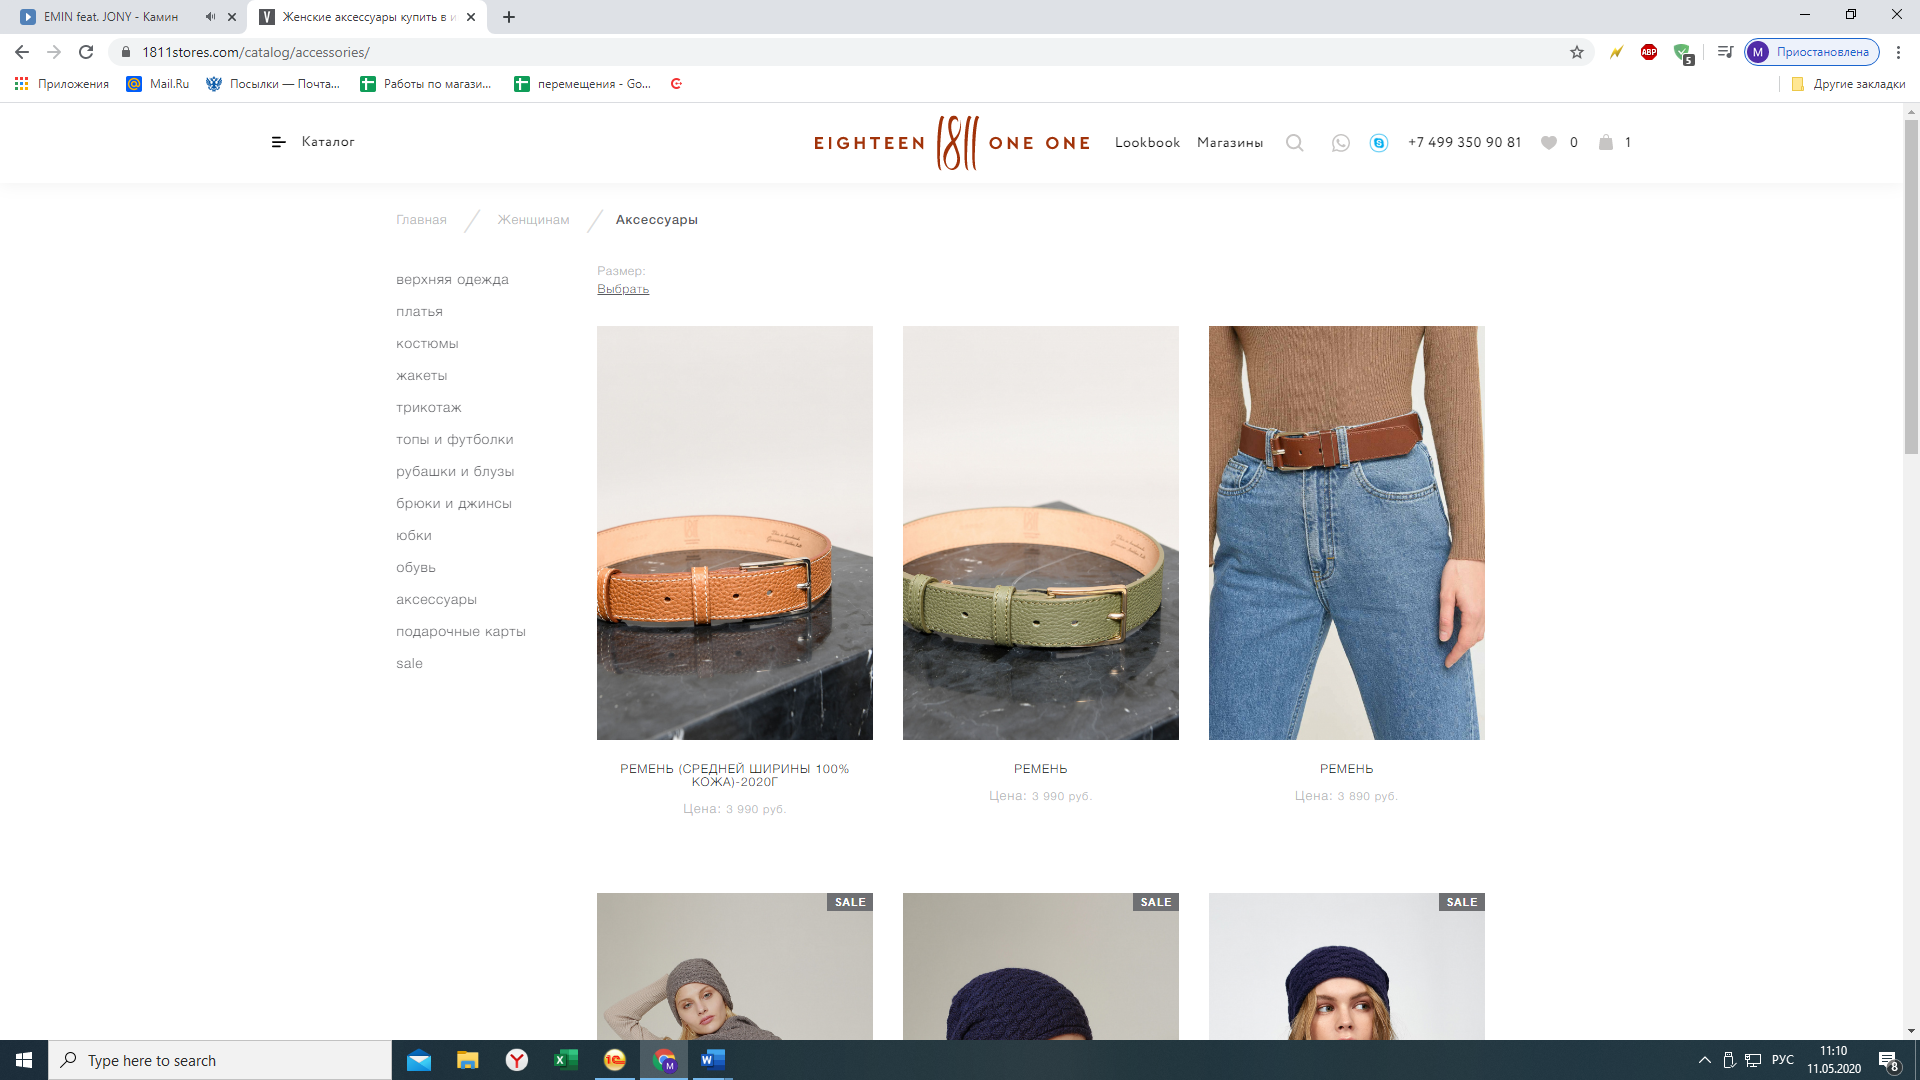 EMIN feat. JONY - Камин
Женские аксессуары купить в и
1811stores.com/catalog/accessories/
ABP
5
M
Приостановлена
Приложения
Mail.Ru
Посылки — Почта...
Работы по магази...
перемещения - Go...
Другие закладки
Каталог
EIGHTEEN 1811 ONE ONE
Lookbook
Магазины
+7 499 350 90 81
0
1
Главная
Женщинам
Аксессуары
верхняя одежда
платья
костюмы
жакеты
трикотаж
топы и футболки
рубашки и блузы
брюки и джинсы
юбки
обувь
аксессуары
подарочные карты
sale
Размер:
Выбрать
РЕМЕНЬ (СРЕДНЕЙ ШИРИНЫ 100%
КОЖА)-2020Г
Цена: 3 990 руб.
РЕМЕНЬ
Цена: 3 990 руб.
РЕМЕНЬ
Цена: 3 890 руб.
SALE
SALE
SALE
Type here to search
РУС
11:10
11.05.2020
8